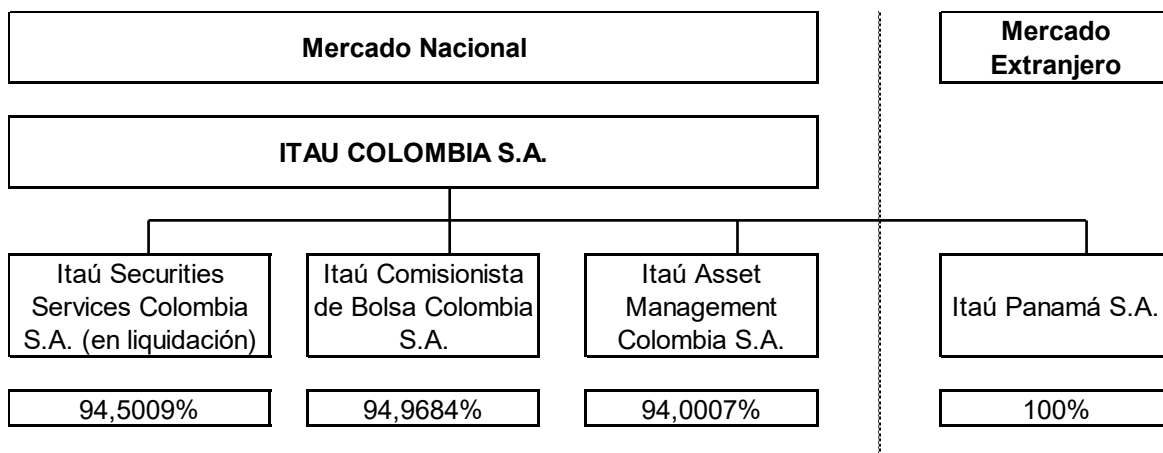 Mercado Nacional
Mercado
Extranjero
ITAU COLOMBIA S.A.
Itaú Securities
Services Colombia
S.A. (en liquidación)
Itaú Comisionista
de Bolsa Colombia
S.A.
Itaú Asset
Management
Colombia S.A.
Itaú Panamá S.A.
94,5009%
94,9684%
94,0007%
100%